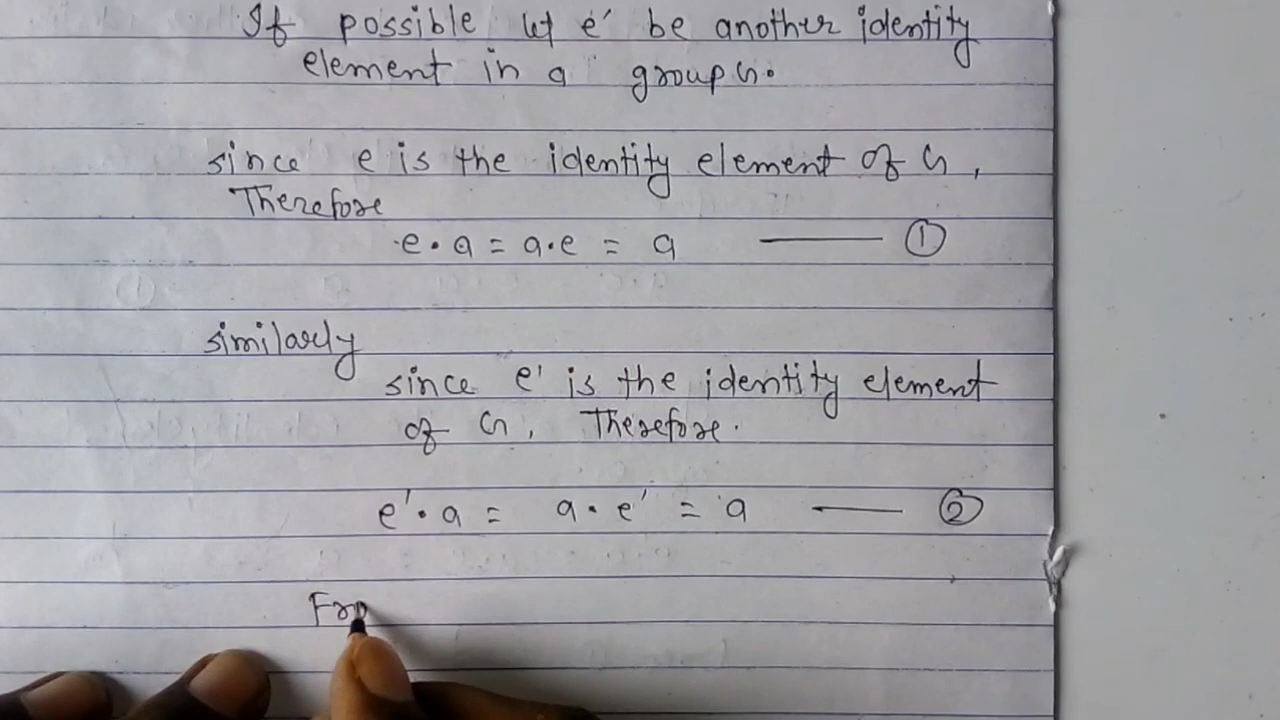 If possible let e' be another identity
element in a group G.
since e is the identity element of G,
Therefore
e · a = a · e = a —— ①
similarly
since e' is the identity element
of G, Therefore.
e' · a = a · e' = a —— ②
Fro